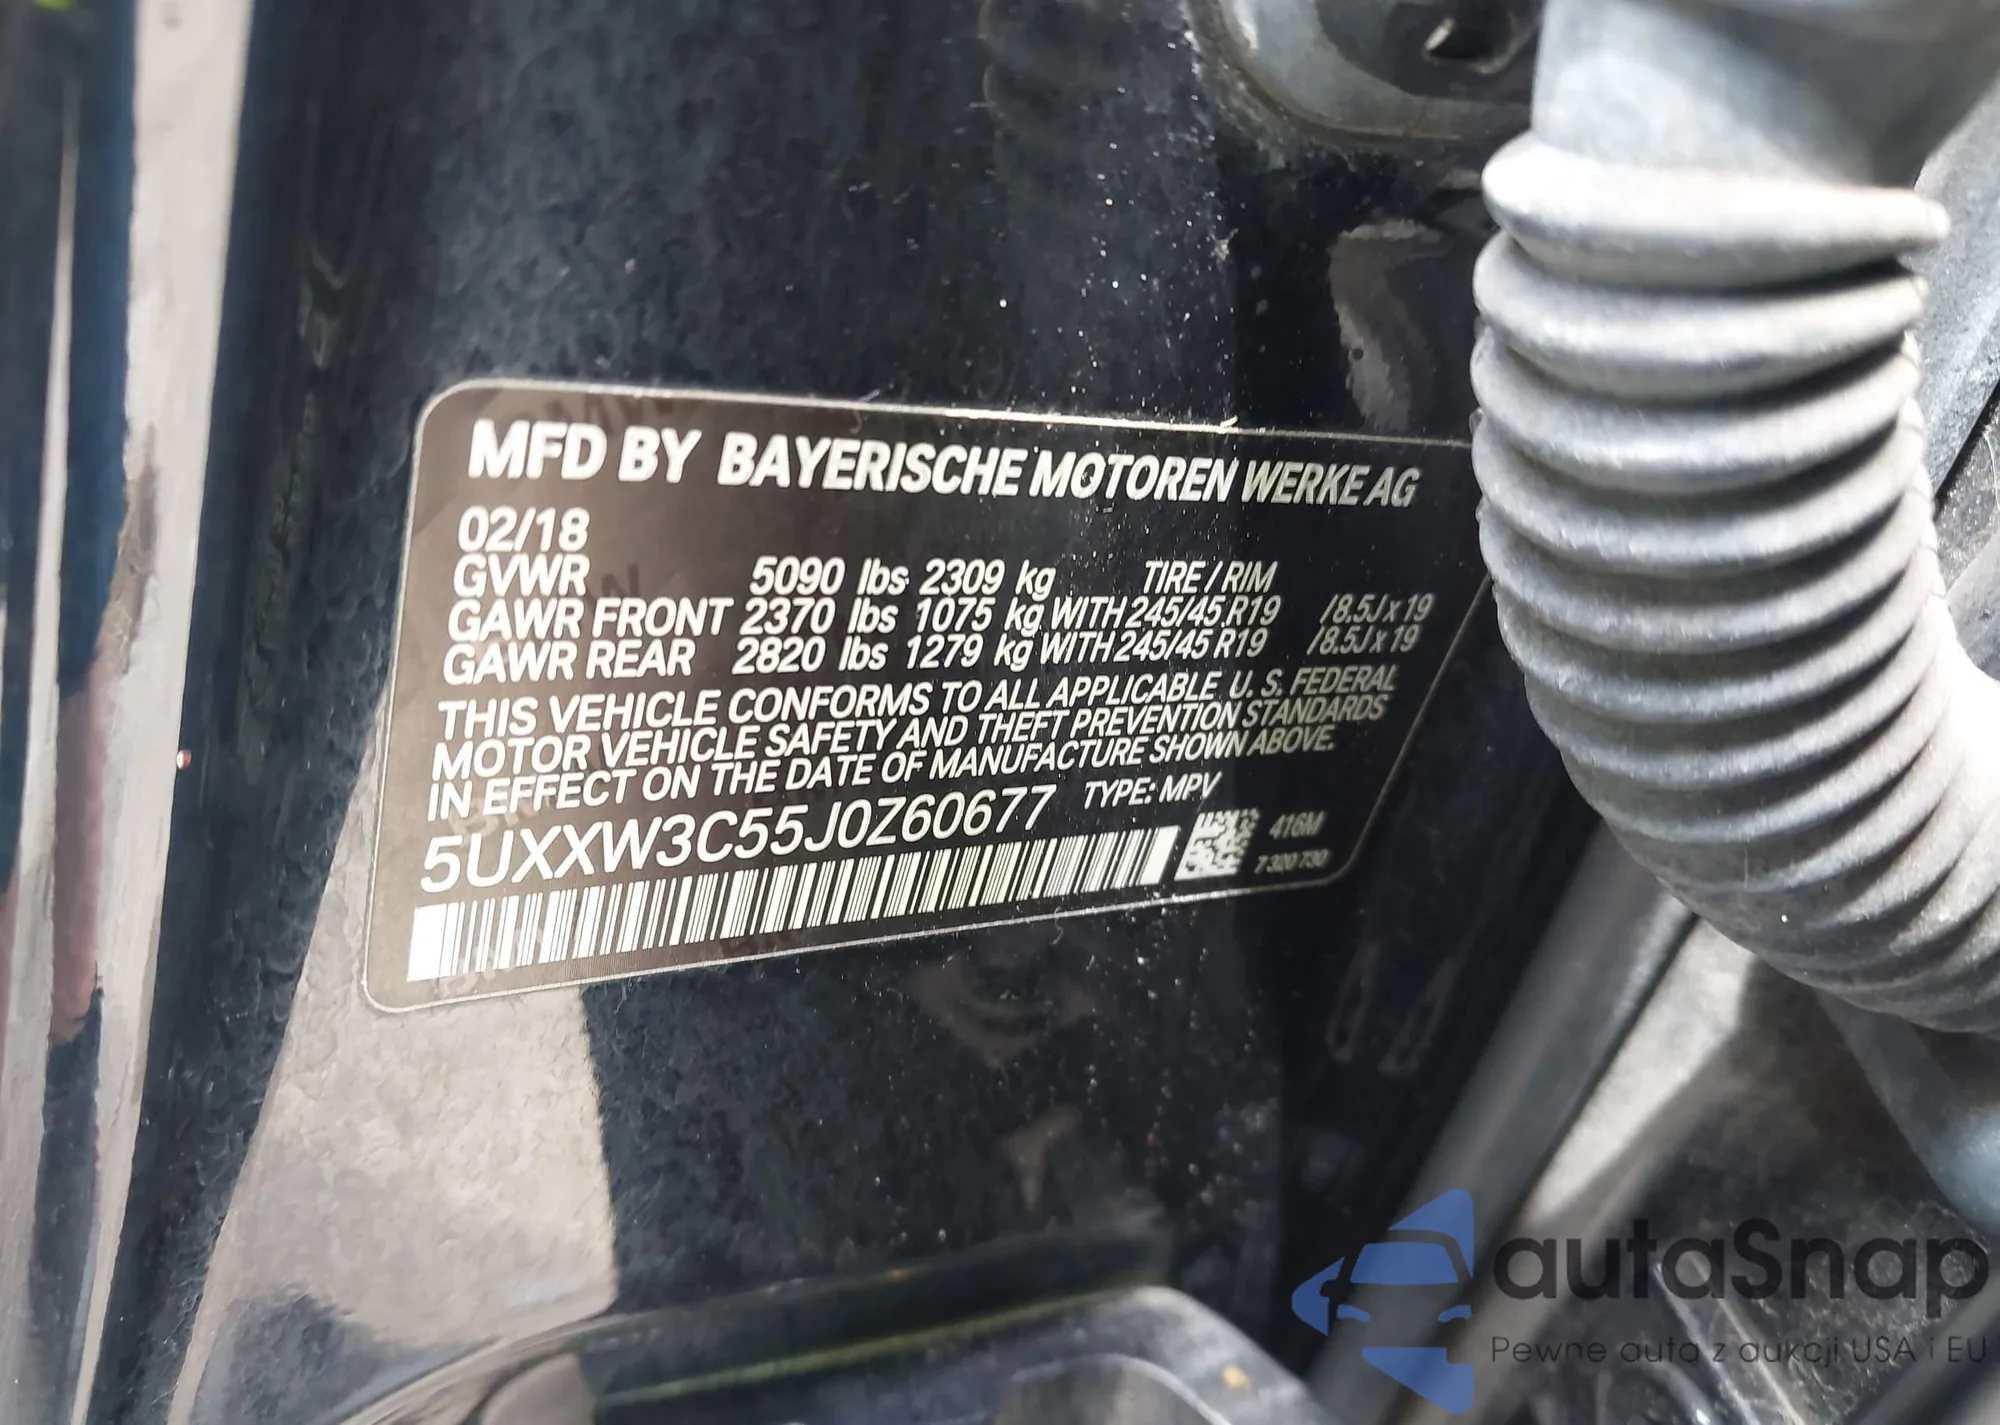 MFD BY BAYERISCHE MOTOREN WERKE AG
02/18
GVWR 5090 lbs 2309 kg TIRE / RIM
GAWR FRONT 2370 lbs 1075 kg WITH 245/45 R19 /8.5J x 19
GAWR REAR 2820 lbs 1279 kg WITH 245/45 R19 /8.5J x 19
THIS VEHICLE CONFORMS TO ALL APPLICABLE U. S. FEDERAL
MOTOR VEHICLE SAFETY AND THEFT PREVENTION STANDARDS
IN EFFECT ON THE DATE OF MANUFACTURE SHOWN ABOVE.
5UXXW3C55J0Z60677 TYPE: MPV
416M
7 320 730
autaSnap
Pewne auta z aukcji USA i EU